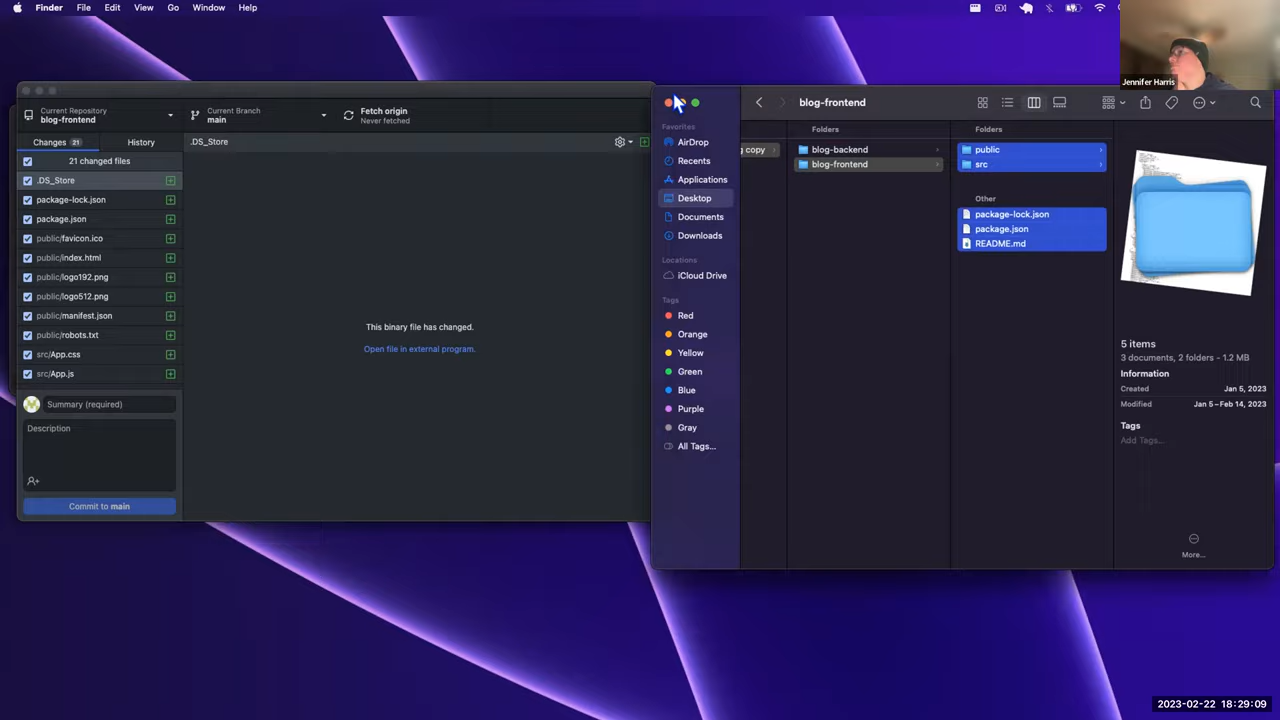 Finder File Edit View Go Window Help
Jennifer Harris
Current Repository
blog-frontend
Current Branch
main
Fetch origin
Never fetched
Changes 21
History
.DS_Store
21 changed files
.DS_Store
package-lock.json
package.json
public/favicon.ico
public/index.html
public/logo192.png
public/logo512.png
public/manifest.json
public/robots.txt
src/App.css
src/App.js
Summary (required)
Description
Commit to main
This binary file has changed.
Open file in external program.
blog-frontend
Favorites
AirDrop
Recents
Applications
Desktop
Documents
Downloads
Locations
iCloud Drive
Tags
Red
Orange
Yellow
Green
Blue
Purple
Gray
All Tags...
copy
Folders
blog-backend
blog-frontend
Folders
public
src
Other
package-lock.json
package.json
README.md
5 items
3 documents, 2 folders - 1.2 MB
Information
Created Jan 5, 2023
Modified Jan 5 – Feb 14, 2023
Tags
Add Tags...
More...
2023-02-22 18:29:09